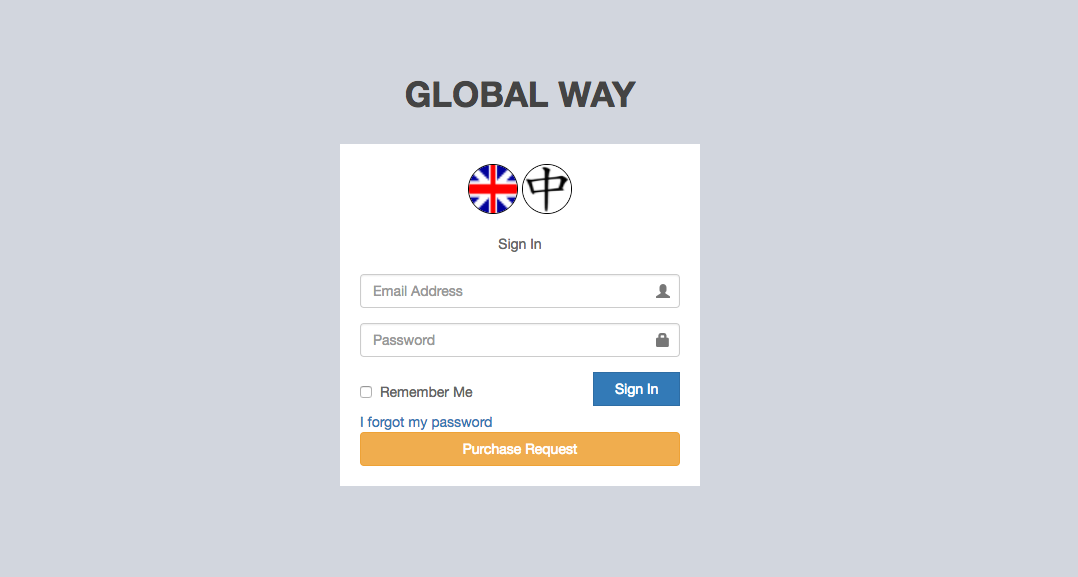 GLOBAL WAY
中
Sign In
Email Address
Password
Remember Me
Sign In
I forgot my password
Purchase Request